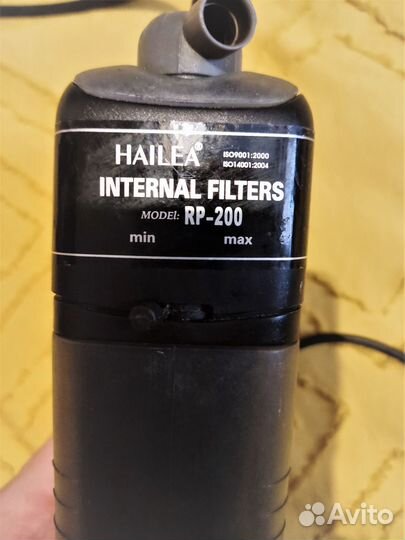 HAILEA®
ISO9001:2000
ISO14001:2004
INTERNAL FILTERS
MODEl: RP-200
min max
Avito